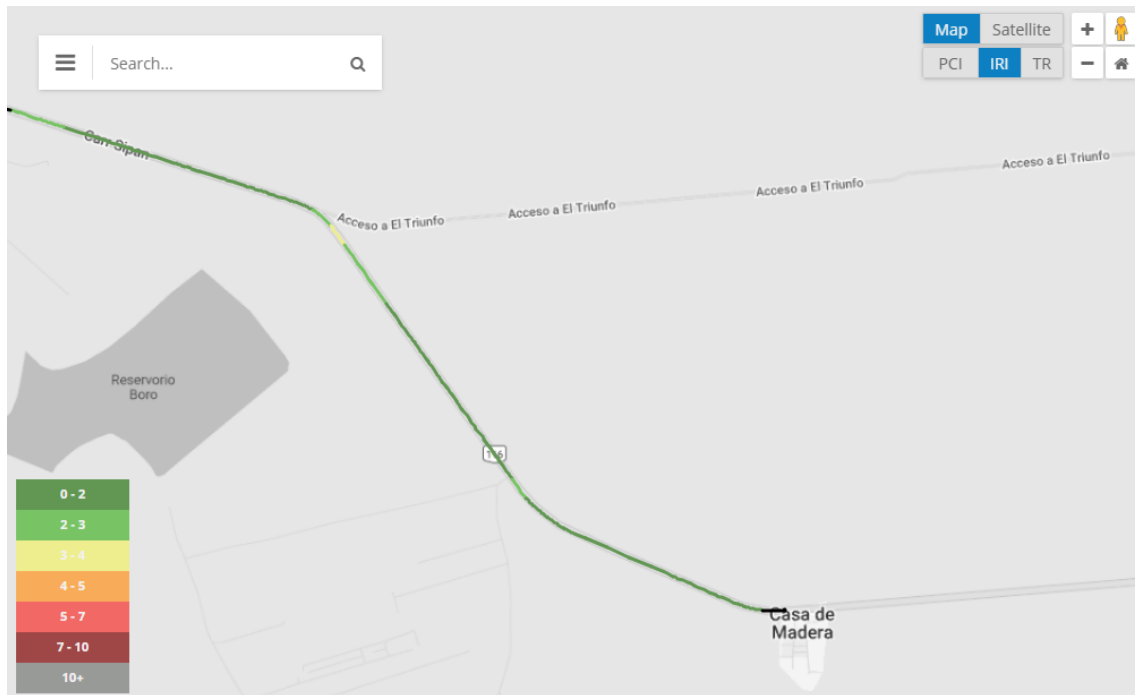 Map Satellite
Search...
PCI IRI TR
Carr Sipan
Acceso a El Triunfo
Acceso a El Triunfo
Acceso a El Triunfo
Acceso a El Triunfo
Reservorio
Boro
0 - 2
2 - 3
3 - 4
4 - 5
5 - 7
7 - 10
10+
Casa de
Madera